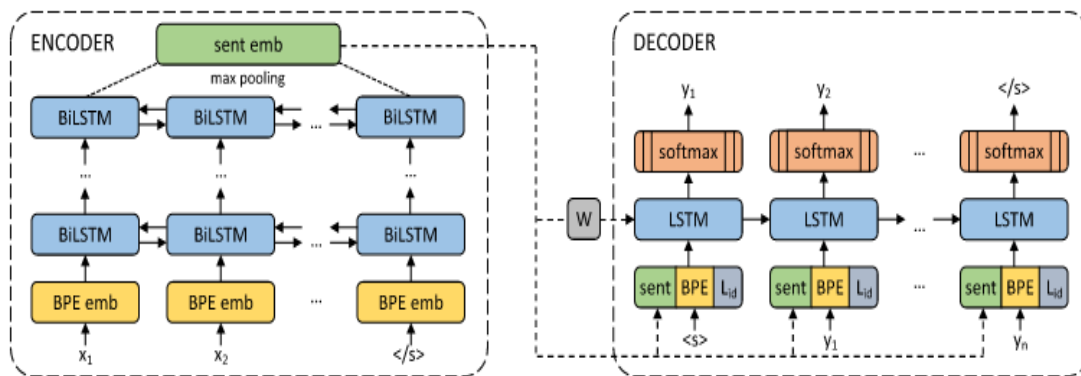 ENCODER
sent emb
max pooling
BiLSTM BiLSTM ... BiLSTM
... ... ...
BiLSTM BiLSTM ... BiLSTM
BPE emb BPE emb ... BPE emb
x1 x2 </s>
DECODER
y1 y2 </s>
softmax softmax ... softmax
W LSTM LSTM ... LSTM
sent BPE Lid sent BPE Lid ... sent BPE Lid
<s> y1 yn